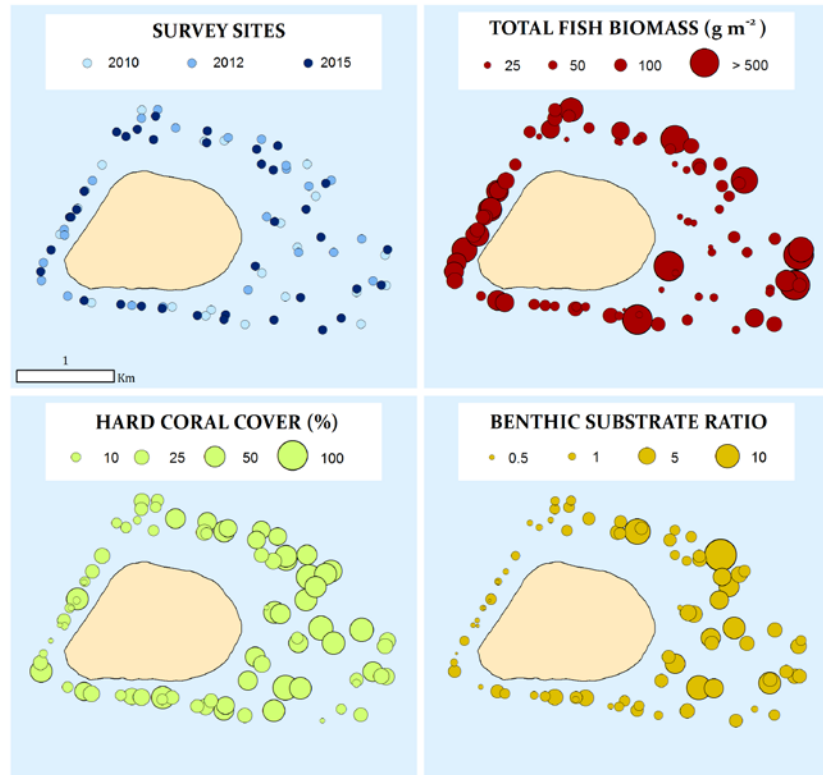 SURVEY SITES
2010 2012 2015
1
Km
TOTAL FISH BIOMASS (g m⁻²)
25 50 100 > 500
HARD CORAL COVER (%)
10 25 50 100
BENTHIC SUBSTRATE RATIO
0.5 1 5 10